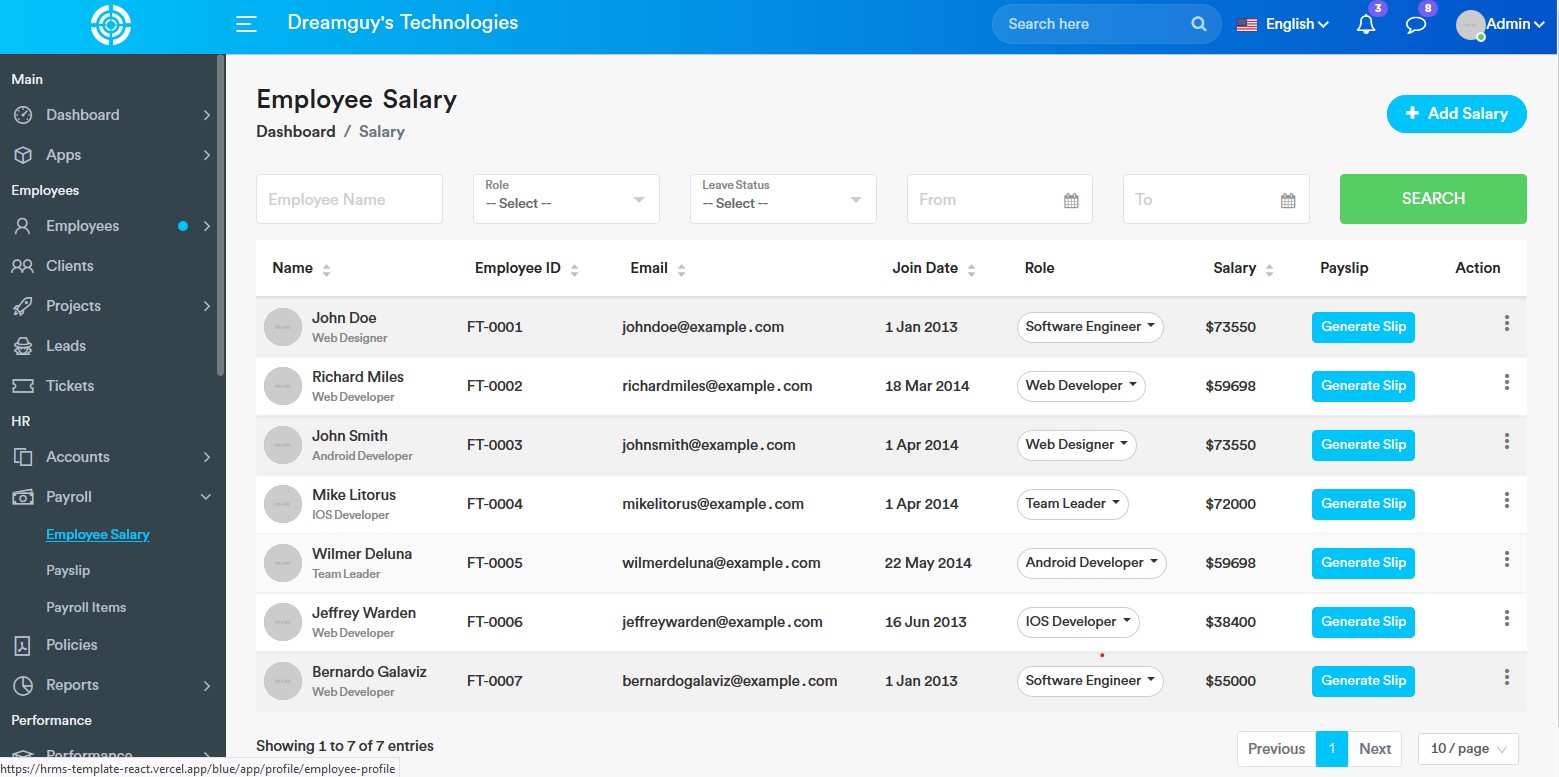 Dreamguy's Technologies
Search here
English
3
8
Admin
Main
Dashboard
Apps
Employees
Employees
Clients
Projects
Leads
Tickets
HR
Accounts
Payroll
Employee Salary
Payslip
Payroll Items
Policies
Reports
Performance
Performance
https://hrms-template-react.vercel.app/blue/app/profile/employee-profile
Employee Salary
Dashboard / Salary
+ Add Salary
Employee Name
Role
-- Select --
Leave Status
-- Select --
From
To
SEARCH
Name Employee ID Email Join Date Role Salary Payslip Action
John Doe
Web Designer
FT-0001 johndoe@example.com 1 Jan 2013 Software Engineer $73550 Generate Slip
Richard Miles
Web Developer
FT-0002 richardmiles@example.com 18 Mar 2014 Web Developer $59698 Generate Slip
John Smith
Android Developer
FT-0003 johnsmith@example.com 1 Apr 2014 Web Designer $73550 Generate Slip
Mike Litorus
IOS Developer
FT-0004 mikelitorus@example.com 1 Apr 2014 Team Leader $72000 Generate Slip
Wilmer Deluna
Team Leader
FT-0005 wilmerdeluna@example.com 22 May 2014 Android Developer $59698 Generate Slip
Jeffrey Warden
Web Developer
FT-0006 jeffreywarden@example.com 16 Jun 2013 IOS Developer $38400 Generate Slip
Bernardo Galaviz
Web Developer
FT-0007 bernardogalaviz@example.com 1 Jan 2013 Software Engineer $55000 Generate Slip
Showing 1 to 7 of 7 entries
Previous 1 Next
10 / page